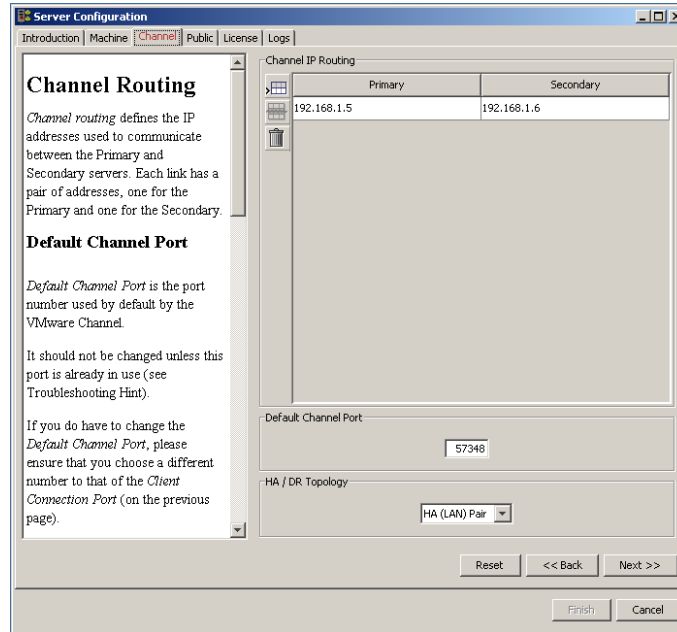 Server Configuration
Introduction Machine Channel Public License Logs
Channel Routing
Channel routing defines the IP
addresses used to communicate
between the Primary and
Secondary servers. Each link has a
pair of addresses, one for the
Primary and one for the Secondary.
Default Channel Port
Default Channel Port is the port
number used by default by the
VMware Channel.
It should not be changed unless this
port is already in use (see
Troubleshooting Hint).
If you do have to change the
Default Channel Port, please
ensure that you choose a different
number to that of the Client
Connection Port (on the previous
page).
Channel IP Routing
Primary Secondary
192.168.1.5 192.168.1.6
Default Channel Port
57348
HA / DR Topology
HA (LAN) Pair
Reset << Back Next >>
Finish Cancel